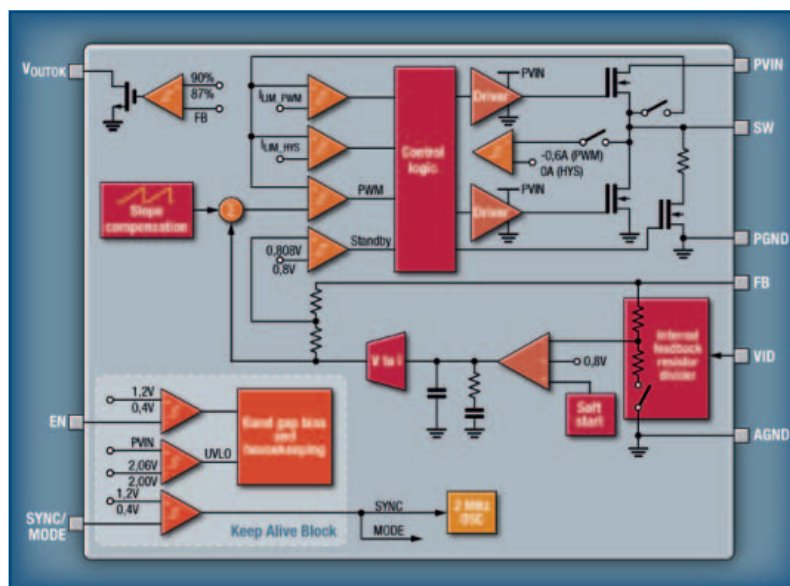 VOUTOK
90%
87%
FB
ILIM_PWM
ILIM_HYS
PWM
Standby
0,808V
0,8V
Slope
compensation
Σ
Control
logic
PVIN
Driver
-0,6A (PWM)
0A (HYS)
PVIN
Driver
PVIN
SW
PGND
FB
VID
AGND
Internal
feedback
resistor
divider
0,8V
Soft
start
V to I
EN
1,2V
0,4V
PVIN
2,06V
2,00V
UVLO
Band gap bias
and
housekeeping
SYNC/
MODE
1,2V
0,4V
Keep Alive Block
SYNC
MODE
2 MHz
OSC